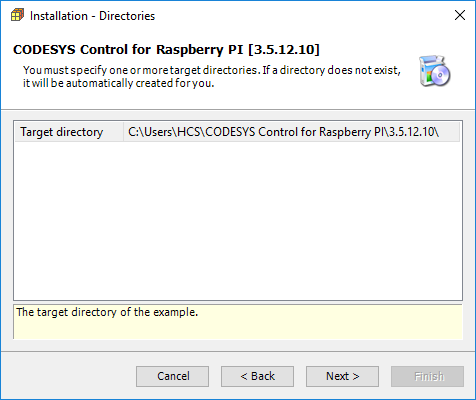 Installation - Directories
CODESYS Control for Raspberry PI [3.5.12.10]
You must specify one or more target directories. If a directory does not exist,
it will be automatically created for you.
Target directory C:\Users\HCS\CODESYS Control for Raspberry PI\3.5.12.10\
The target directory of the example.
Cancel < Back Next > Finish